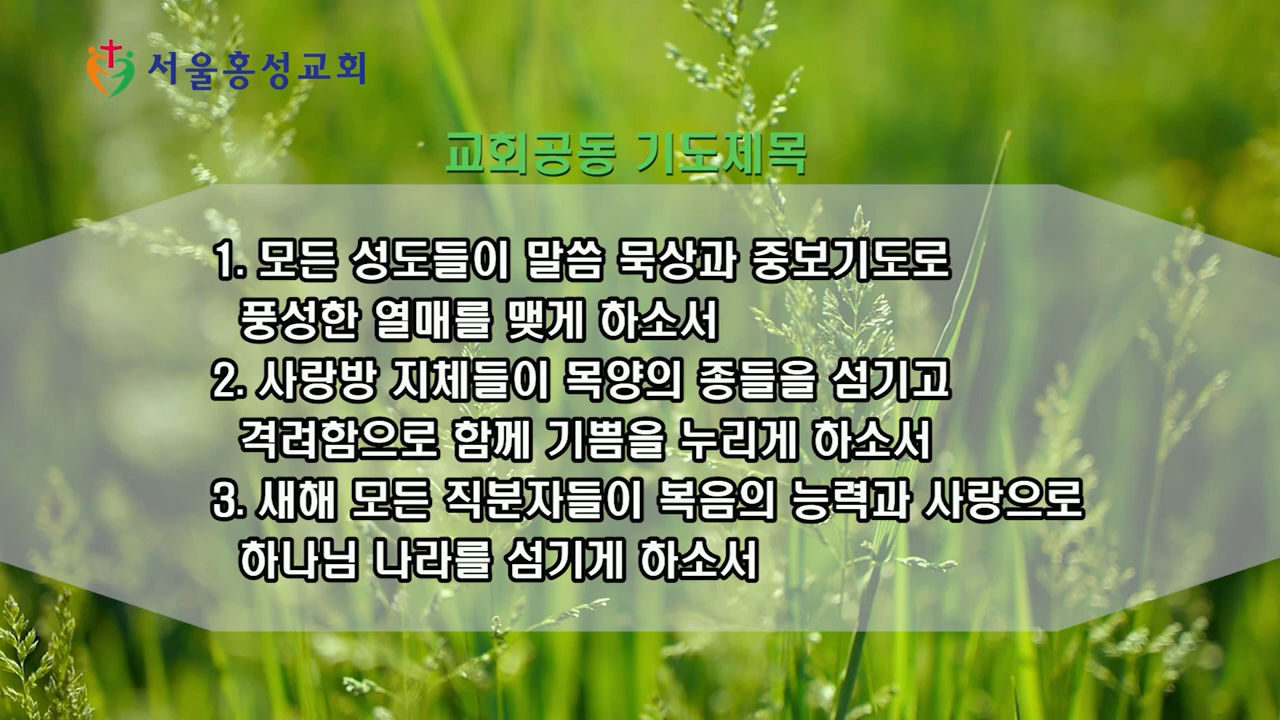 서울홍성교회
교회공동 기도제목
1. 모든 성도들이 말씀 묵상과 중보기도로
풍성한 열매를 맺게 하소서
2. 사랑방 지체들이 목양의 종들을 섬기고
격려함으로 함께 기쁨을 누리게 하소서
3. 새해 모든 직분자들이 복음의 능력과 사랑으로
하나님 나라를 섬기게 하소서